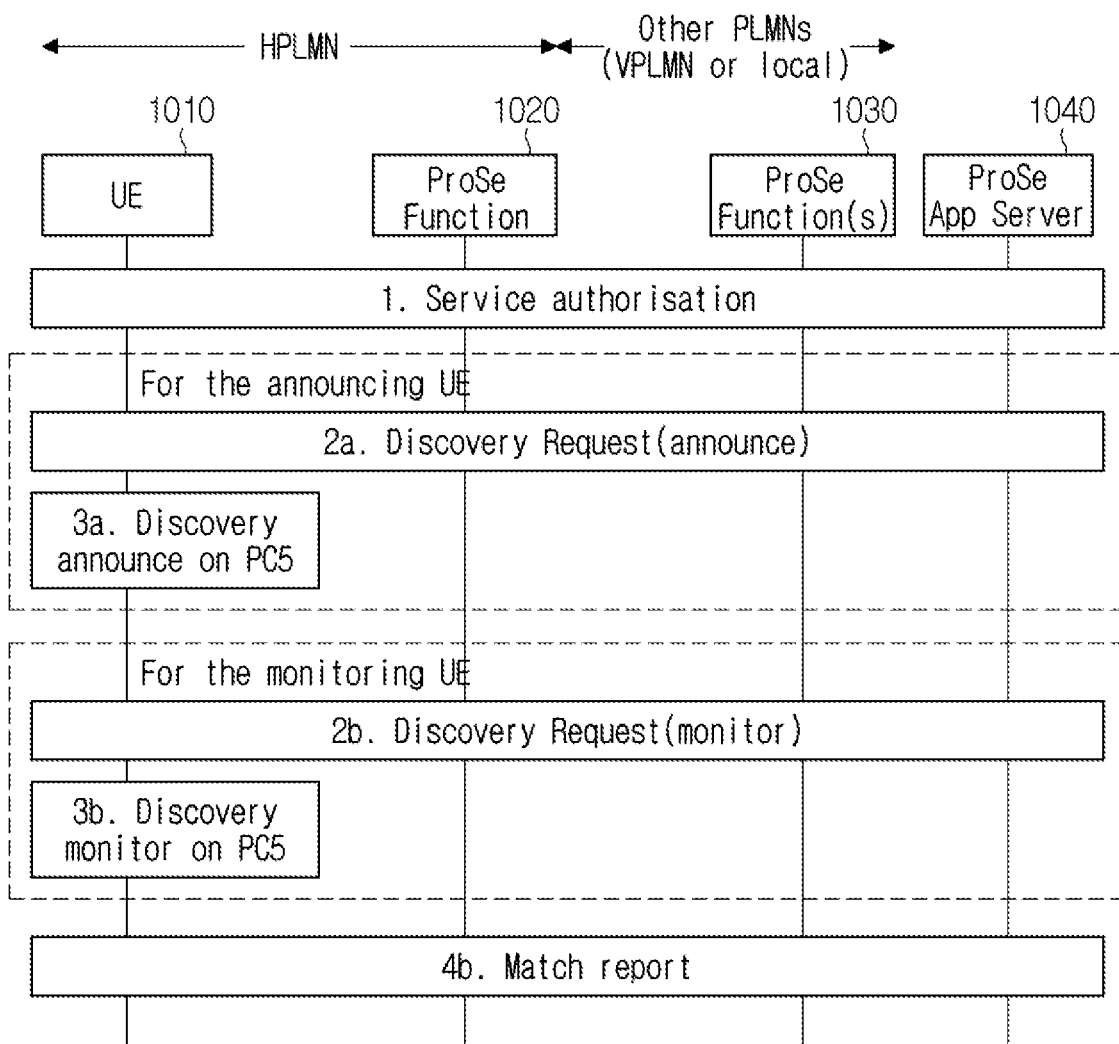 HPLMN
Other PLMNs
(VPLMN or local)
1010
1020
1030
1040
UE
ProSe
Function
ProSe
Function(s)
ProSe
App Server
1. Service authorisation
For the announcing UE
2a. Discovery Request(announce)
3a. Discovery
announce on PC5
For the monitoring UE
2b. Discovery Request(monitor)
3b. Discovery
monitor on PC5
4b. Match report